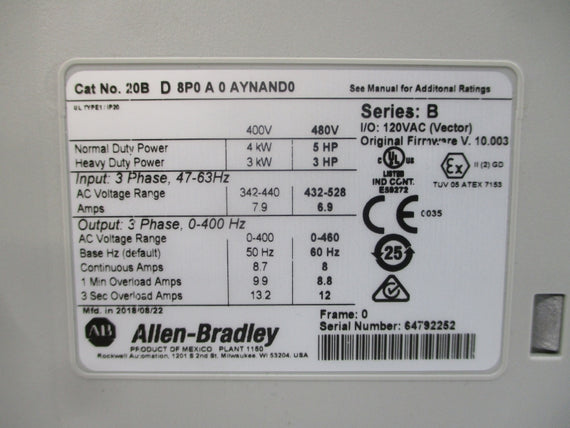 Cat No. 20B D 8P0 A 0 AYNAND0
See Manual for Additonal Ratings
UL TYPE1 / IP20
Series: B
I/O: 120VAC (Vector)
Original Firmware V. 10.003
400V 480V
Normal Duty Power 4 kW 5 HP
Heavy Duty Power 3 kW 3 HP
Input: 3 Phase, 47-63Hz
AC Voltage Range 342-440 432-528
Amps 7.9 6.9
Output: 3 Phase, 0-400 Hz
AC Voltage Range 0-400 0-460
Base Hz (default) 50 Hz 60 Hz
Continuous Amps 8.7 8
1 Min Overload Amps 9.9 8.8
3 Sec Overload Amps 13.2 12
Mfd. in 2018/08/22
C UL US
LISTED
IND CONT.
E59272
Ex II (2) GD
TUV 05 ATEX 7153
CE 0035
25
Frame: 0
Serial Number: 64792252
AB Allen-Bradley
PRODUCT OF MEXICO PLANT 1150
Rockwell Automation, 1201 S 2nd St. Milwaukee, WI 53204, USA